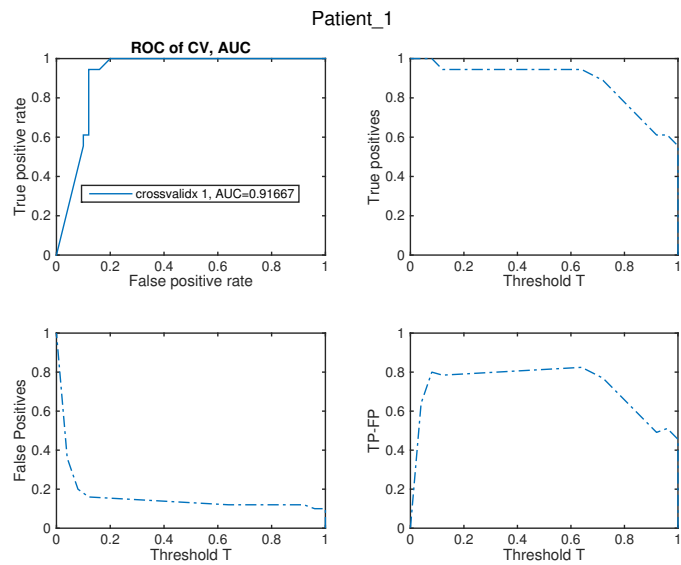 Patient_1
ROC of CV, AUC
True positive rate
1
0.8
0.6
0.4
0.2
0
crossvalidx 1, AUC=0.91667
0 0.2 0.4 0.6 0.8 1
False positive rate
True positives
1
0.8
0.6
0.4
0.2
0
0 0.2 0.4 0.6 0.8 1
Threshold T
False Positives
1
0.8
0.6
0.4
0.2
0
0 0.2 0.4 0.6 0.8 1
Threshold T
TP-FP
1
0.8
0.6
0.4
0.2
0
0 0.2 0.4 0.6 0.8 1
Threshold T